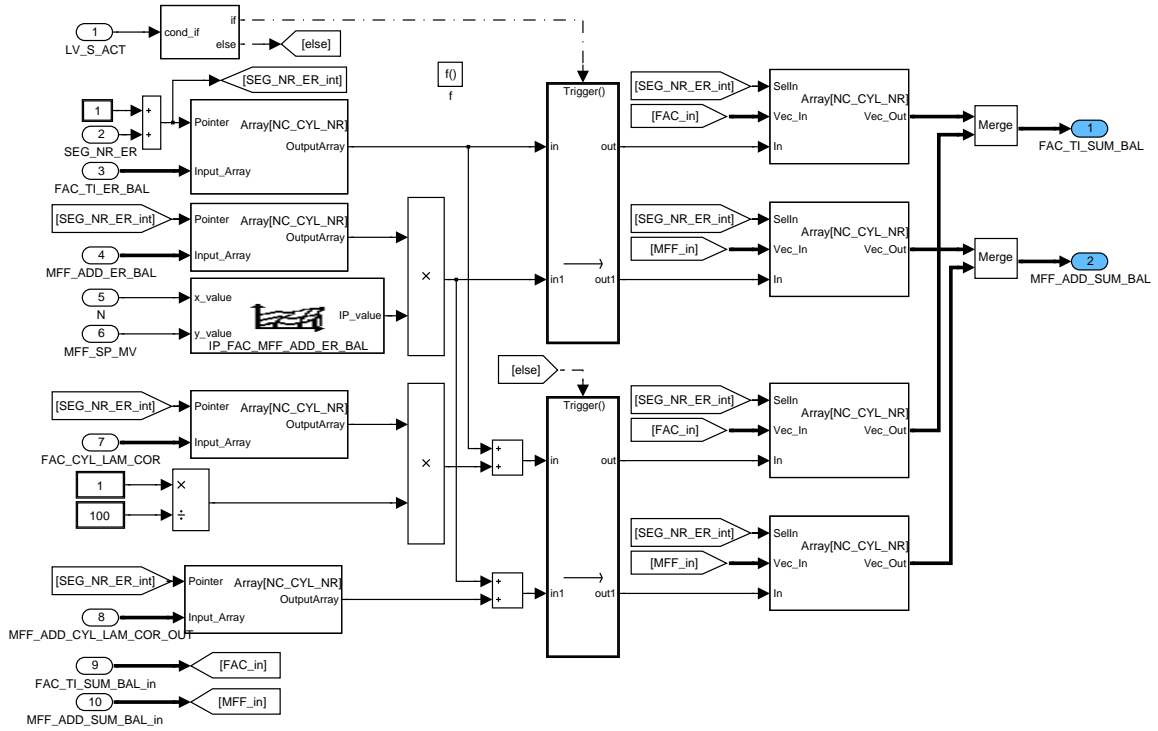 1
LV_S_ACT
cond_if
if
else
[else]
f()
f
[SEG_NR_ER_int]
1
2
SEG_NR_ER
+
+
Pointer
Array[NC_CYL_NR]
OutputArray
Input_Array
3
FAC_TI_ER_BAL
[SEG_NR_ER_int]
Pointer
Array[NC_CYL_NR]
OutputArray
Input_Array
4
MFF_ADD_ER_BAL
5
N
x_value
IP_value
6
MFF_SP_MV
y_value
IP_FAC_MFF_ADD_ER_BAL
×
Trigger()
in
out
in1
out1
[SEG_NR_ER_int]
[FAC_in]
SelIn
Array[NC_CYL_NR]
Vec_In
Vec_Out
In
[SEG_NR_ER_int]
[MFF_in]
SelIn
Array[NC_CYL_NR]
Vec_In
Vec_Out
In
Merge
1
FAC_TI_SUM_BAL
Merge
2
MFF_ADD_SUM_BAL
[SEG_NR_ER_int]
Pointer
Array[NC_CYL_NR]
OutputArray
Input_Array
7
FAC_CYL_LAM_COR
1
100
×
÷
×
[else]
+
+
+
+
Trigger()
in
out
in1
out1
[SEG_NR_ER_int]
[FAC_in]
SelIn
Array[NC_CYL_NR]
Vec_In
Vec_Out
In
[SEG_NR_ER_int]
[MFF_in]
SelIn
Array[NC_CYL_NR]
Vec_In
Vec_Out
In
[SEG_NR_ER_int]
Pointer
Array[NC_CYL_NR]
OutputArray
Input_Array
8
MFF_ADD_CYL_LAM_COR_OUT
9
FAC_TI_SUM_BAL_in
[FAC_in]
10
MFF_ADD_SUM_BAL_in
[MFF_in]